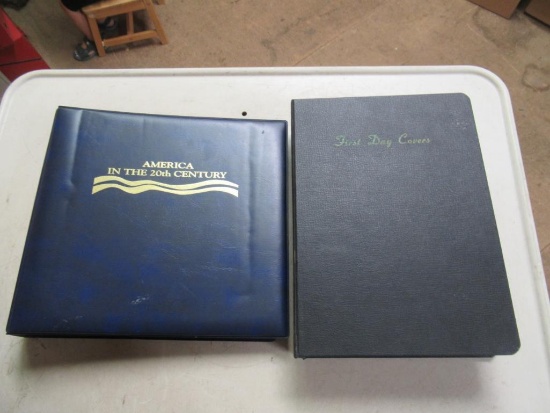 AMERICA
IN THE 20th CENTURY
First Day Covers